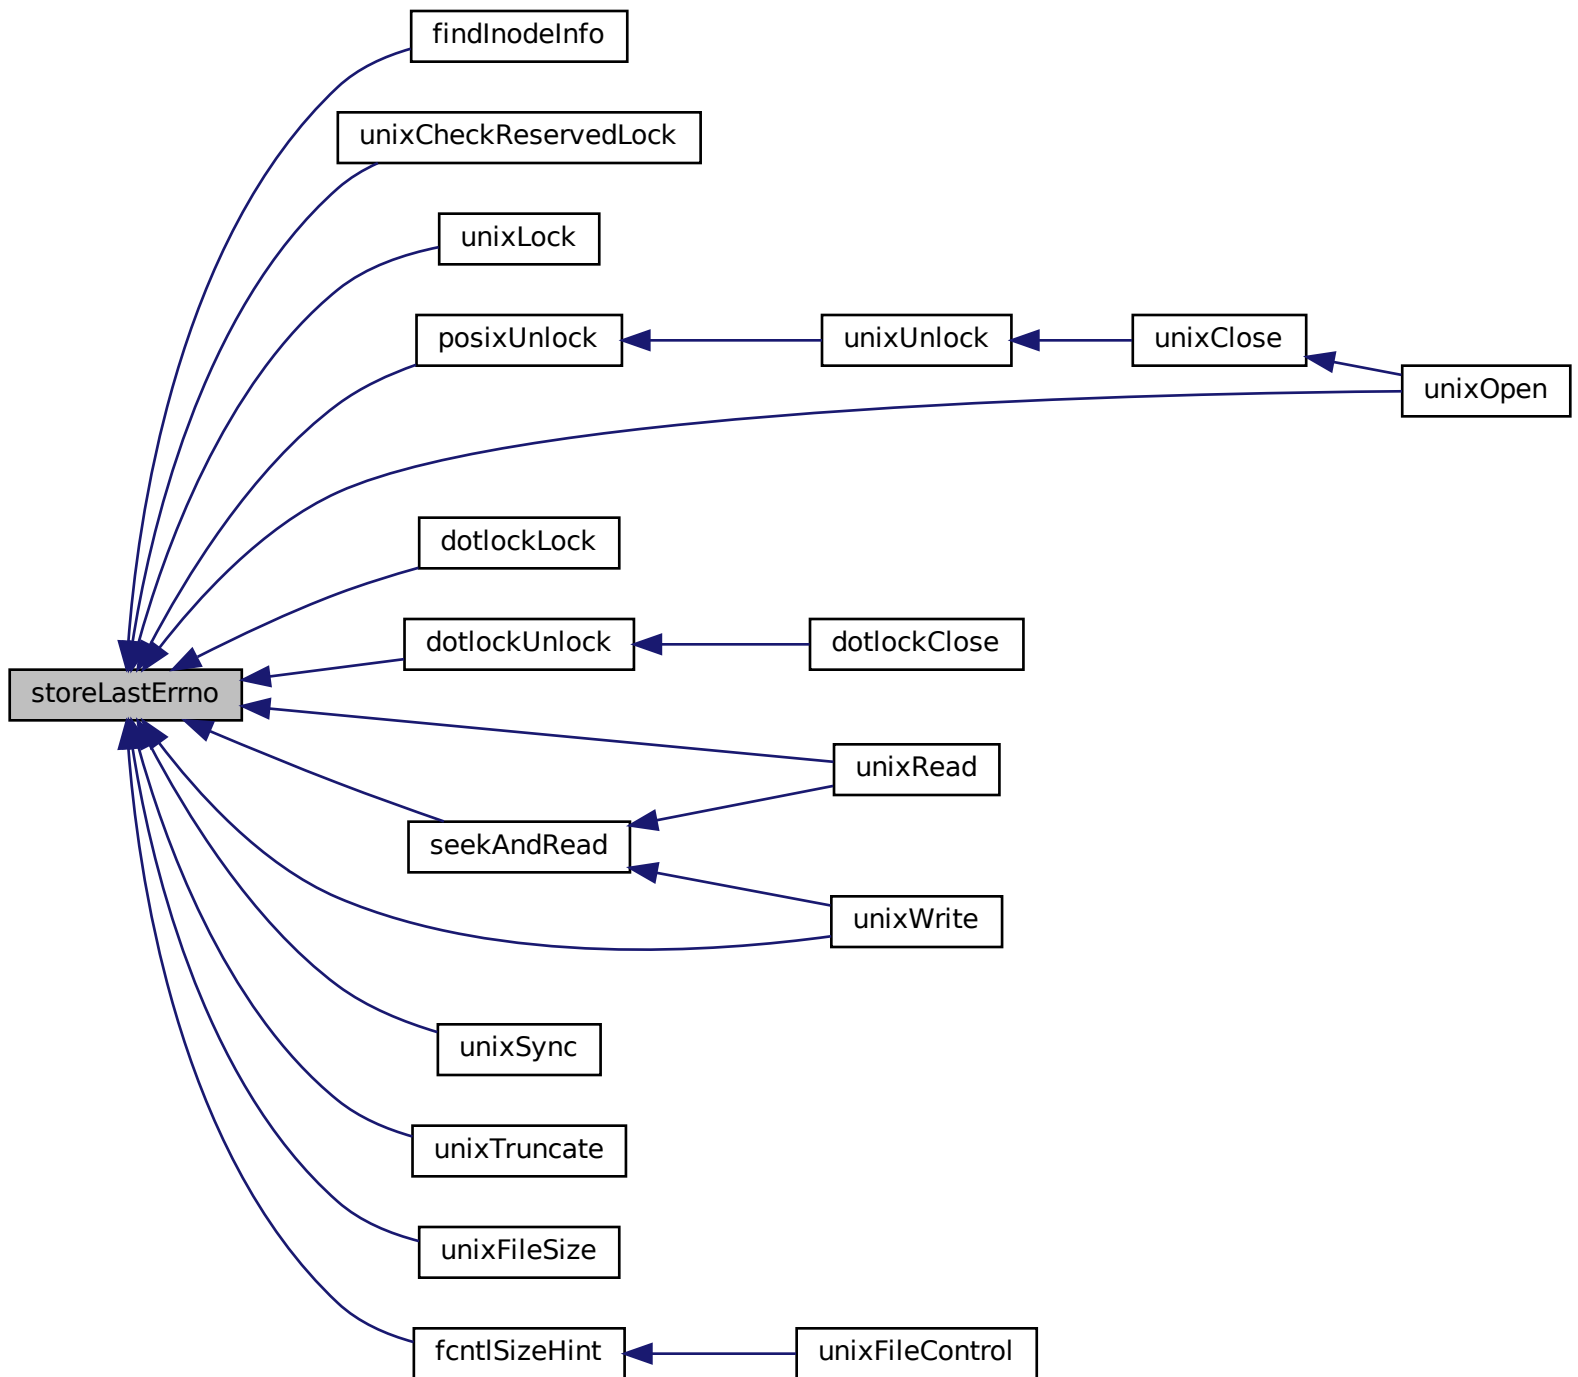 findInodeInfo
unixCheckReservedLock
unixLock
posixUnlock
unixUnlock
unixClose
unixOpen
dotlockLock
dotlockUnlock
dotlockClose
storeLastErrno
unixRead
seekAndRead
unixWrite
unixSync
unixTruncate
unixFileSize
fcntlSizeHint
unixFileControl